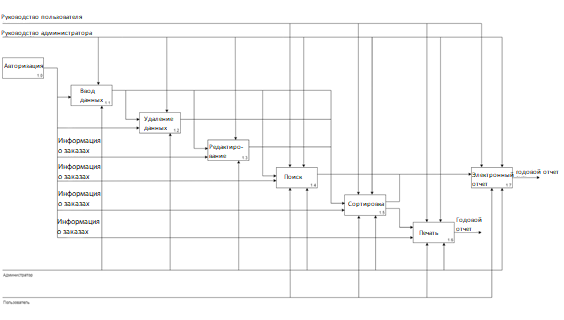 Руководство пользователя
Руководство администратора
Авторизация
1.0
Ввод
данных
1.1
Удаление
данных
1.2
Информация
о заказах
Редактиро-
вание
1.3
Информация
о заказах
Поиск
1.4
Электронный
отчет
1.7
годовой отчет
Информация
о заказах
Сортировка
1.5
Информация
о заказах
Печать
1.6
Годовой
отчет
Администратор
Пользователь